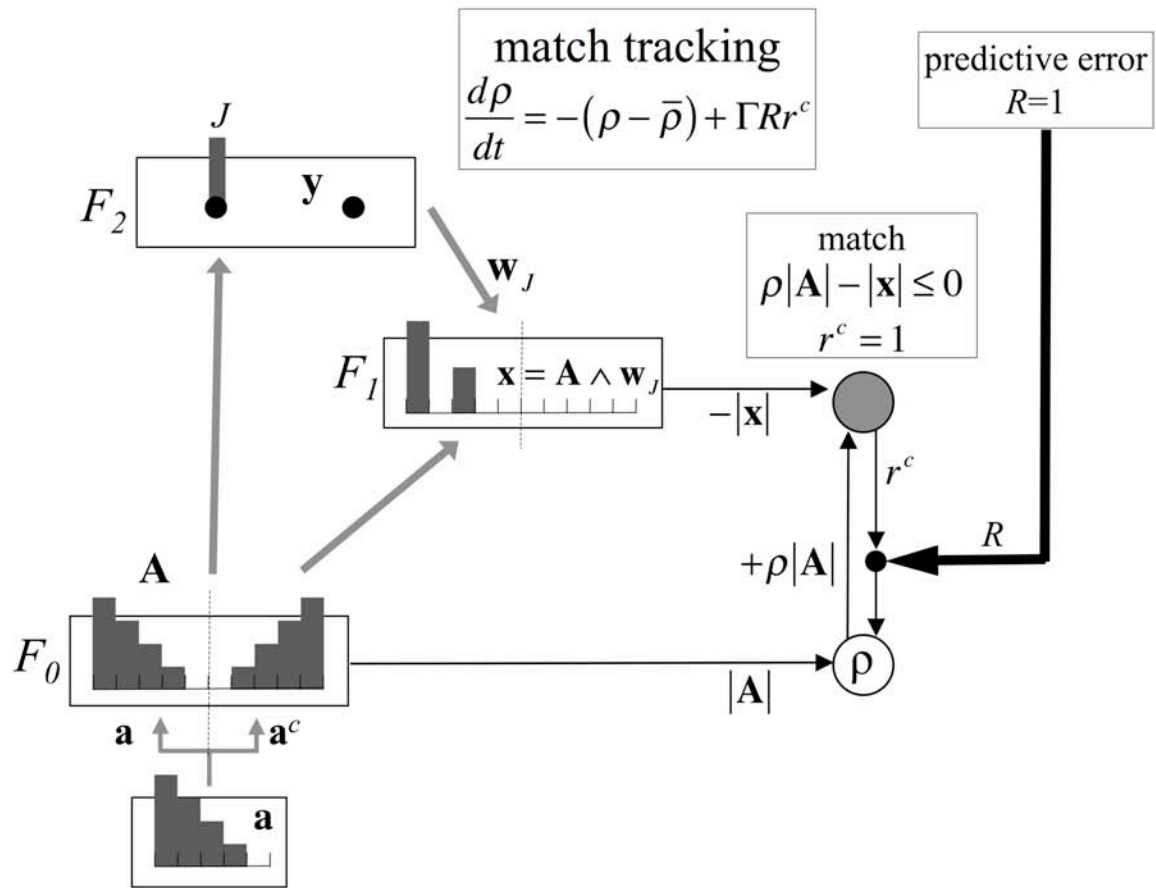 match tracking
dρ/dt = −(ρ − ρ̄) + ΓRr^c
predictive error
R=1
J
y
F_2
w_J
match
ρ|A| − |x| ≤ 0
r^c = 1
F_1
x = A ∧ w_J
−|x|
r^c
R
+ρ|A|
A
F_0
ρ
|A|
a
a^c
a